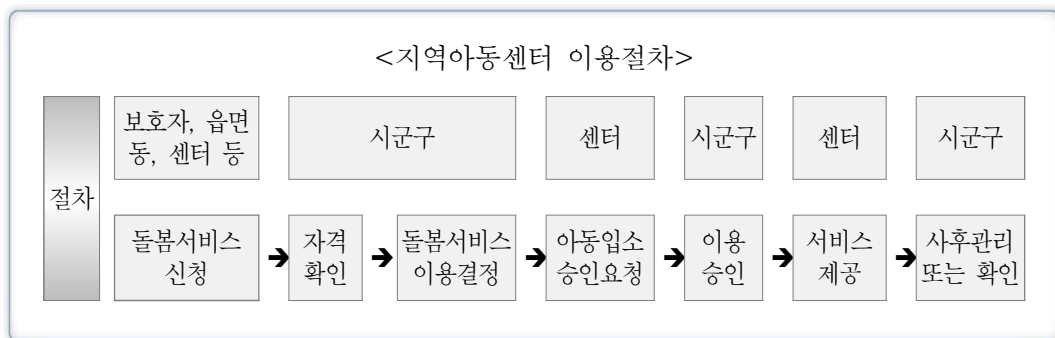 <지역아동센터 이용절차>
절차
보호자, 읍면
동, 센터 등
시군구
센터
시군구
센터
시군구
돌봄서비스
신청
➔
자격
확인
➔
돌봄서비스
이용결정
➔
아동입소
승인요청
➔
이용
승인
➔
서비스
제공
➔
사후관리
또는 확인